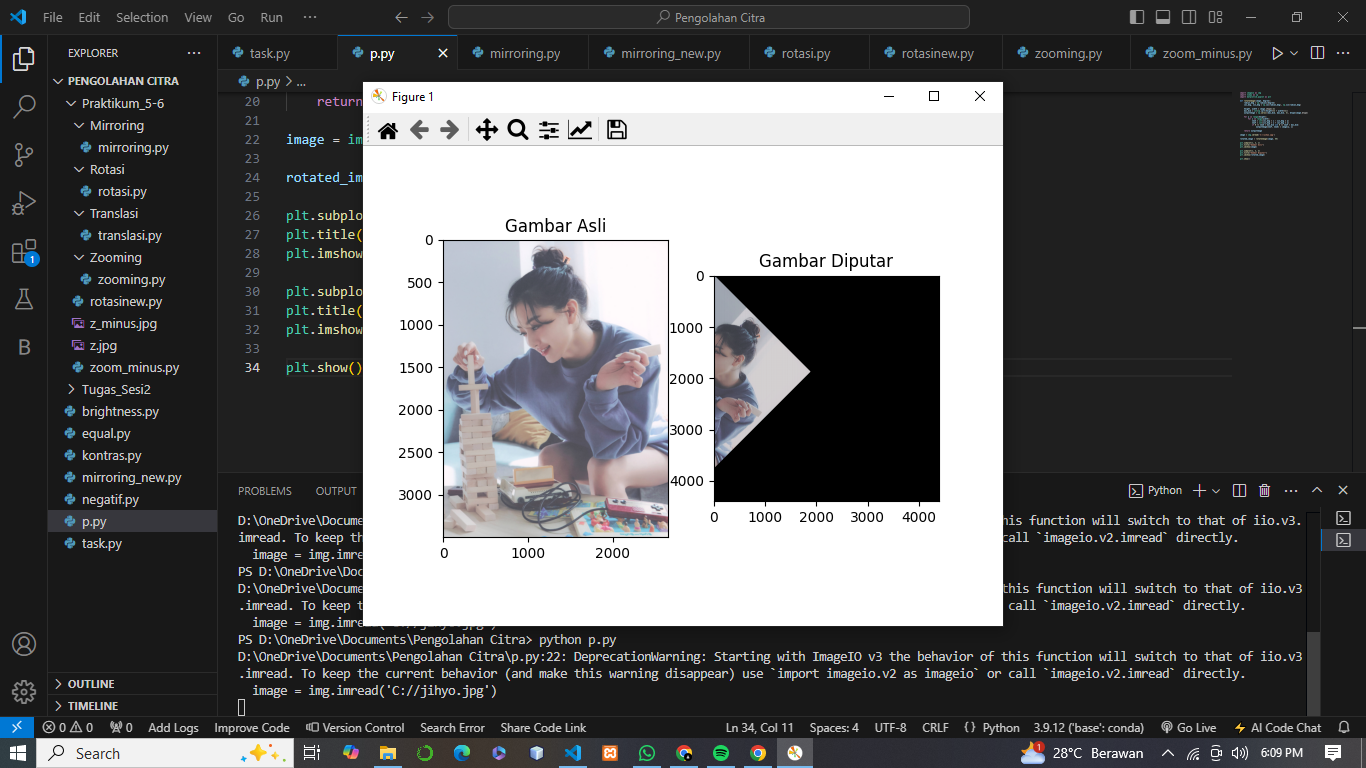 File Edit Selection View Go Run ··· Pengolahan Citra
EXPLORER ···
PENGOLAHAN CITRA
Praktikum_5-6
Mirroring
mirroring.py
Rotasi
rotasi.py
Translasi
translasi.py
Zooming
zooming.py
rotasinew.py
z_minus.jpg
z.jpg
zoom_minus.py
Tugas_Sesi2
brightness.py
equal.py
kontras.py
mirroring_new.py
negatif.py
p.py
task.py
OUTLINE
TIMELINE
1
B
task.py p.py mirroring.py mirroring_new.py rotasi.py rotasinew.py zooming.py zoom_minus.py
p.py > ...
20 return
21
22 image = im
23
24 rotated_im
25
26 plt.subplo
27 plt.title(
28 plt.imshow
29
30 plt.subplo
31 plt.title(
32 plt.imshow
33
34 plt.show()
Figure 1
Gambar Asli
0
500
1000
1500
2000
2500
3000
0 1000 2000
Gambar Diputar
0
1000
2000
3000
4000
0 1000 2000 3000 4000
PROBLEMS OUTPUT Python
D:\OneDrive\Docume his function will switch to that of iio.v3.
imread. To keep th call `imageio.v2.imread` directly.
image = img.imre
PS D:\OneDrive\Doc
D:\OneDrive\Docume this function will switch to that of iio.v3
.imread. To keep t call `imageio.v2.imread` directly.
image = img.imread('C://jihyo.jpg')
PS D:\OneDrive\Documents\Pengolahan Citra> python p.py
D:\OneDrive\Documents\Pengolahan Citra\p.py:22: DeprecationWarning: Starting with ImageIO v3 the behavior of this function will switch to that of iio.v3
.imread. To keep the current behavior (and make this warning disappear) use `import imageio.v2 as imageio` or call `imageio.v2.imread` directly.
image = img.imread('C://jihyo.jpg')
0 0 0 Add Logs Improve Code Version Control Search Error Share Code Link Ln 34, Col 11 Spaces: 4 UTF-8 CRLF {} Python 3.9.12 ('base': conda) Go Live AI Code Chat
Search 1 28°C Berawan 6:09 PM